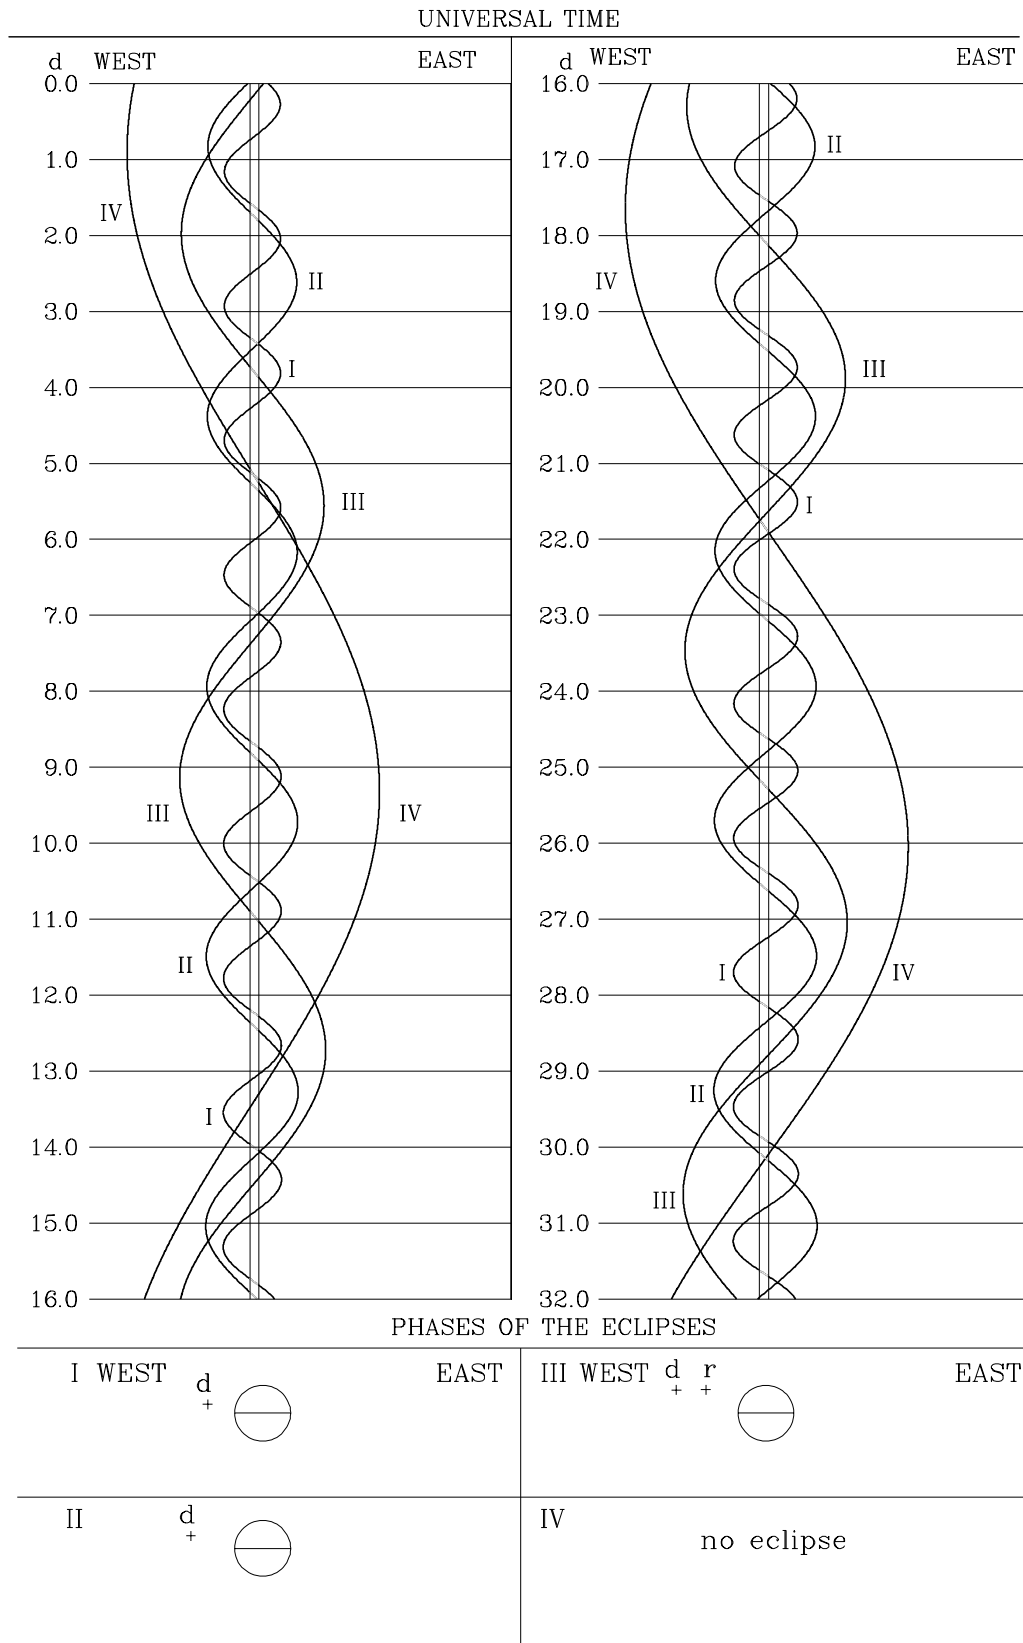 UNIVERSAL TIME
d WEST EAST
0.0
1.0
IV
2.0
II
3.0
I
4.0
5.0
III
6.0
7.0
8.0
9.0
III IV
10.0
11.0
II
12.0
13.0
I
14.0
15.0
16.0
d WEST EAST
16.0
II
17.0
18.0
IV
19.0
III
20.0
21.0
I
22.0
23.0
24.0
25.0
26.0
27.0
I IV
28.0
29.0
II
30.0
III
31.0
32.0
PHASES OF THE ECLIPSES
I WEST EAST
d
+
III WEST d r EAST
+ +
II d
+
IV
no eclipse